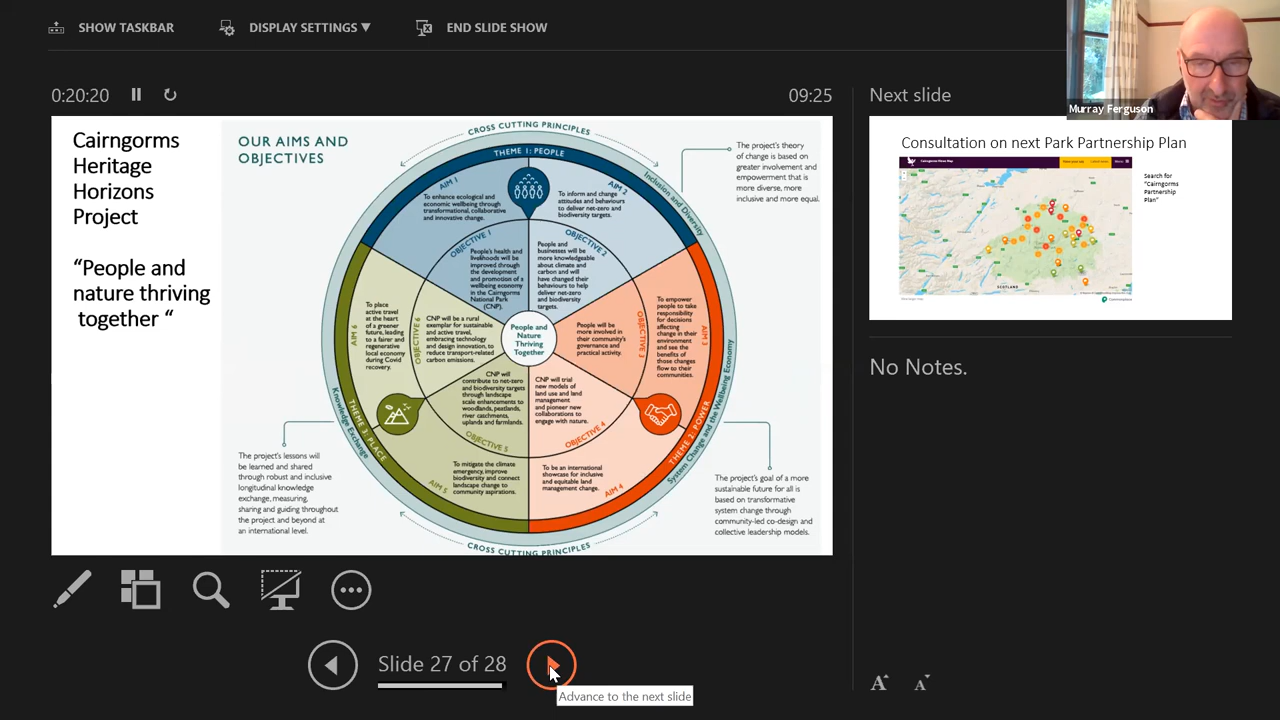 SHOW TASKBAR
DISPLAY SETTINGS ▼
END SLIDE SHOW
Murray Ferguson
0:20:20
09:25
Cairngorms
Heritage
Horizons
Project
“People and
nature thriving
together “
OUR AIMS AND
OBJECTIVES
CROSS CUTTING PRINCIPLES
THEME 1: PEOPLE
AIM 1
To enhance ecological and
economic wellbeing through
transformational, collaborative
and innovative change.
AIM 2
To inform and change
attitudes and behaviours
to deliver net-zero and
biodiversity targets.
Inclusion and Diversity
The project's theory
of change is based on
greater involvement and
empowerment that is
more diverse, more
inclusive and more equal.
OBJECTIVE 1
People's health and
livelihoods will be
improved through
the development
and promotion of a
wellbeing economy
in the Cairngorms
National Park
(CNP).
OBJECTIVE 2
People and
businesses will be
more knowledgeable
about climate and
carbon and will
have changed their
behaviours to help
deliver net-zero
and biodiversity
targets.
To empower
people to take
responsibility
for decisions
affecting
change in their
environment
and see the
benefits of
those changes
flow to their
communities.
AIM 3
OBJECTIVE 3
People will be
more involved in
their community's
governance and
practical activity.
People and
Nature
Thriving
Together
To place
active travel
at the heart
of a greener
future, leading
to a fairer and
regenerative
local economy
during Covid
recovery.
AIM 6
OBJECTIVE 6
CNP will be a rural
exemplar for sustainable
and active travel,
embracing technology
and design innovation, to
reduce transport-related
carbon emissions.
CNP will
contribute to net-zero
and biodiversity targets
through landscape
scale enhancements to
woodlands, peatlands,
river catchments,
uplands and farmlands.
OBJECTIVE 5
CNP will trial
new models of
land use and land
management
and pioneer new
collaborations to
engage with nature.
OBJECTIVE 4
THEME 3: PLACE
THEME 2: POWER
Knowledge Exchange
System Change and the Wellbeing Economy
To mitigate the climate
emergency, improve
biodiversity and connect
landscape change to
community aspirations.
AIM 5
To be an international
showcase for inclusive
and equitable land
management change.
AIM 4
The project's lessons will
be learned and shared
through robust and inclusive
longitudinal knowledge
exchange, measuring,
sharing and guiding throughout
the project and beyond at
an international level.
The project's goal of a more
sustainable future for all is
based on transformative
system change through
community-led co-design and
collective leadership models.
CROSS CUTTING PRINCIPLES
Next slide
Consultation on next Park Partnership Plan
Search for
“Cairngorms
Partnership
Plan”
SCOTLAND
No Notes.
Slide 27 of 28
Advance to the next slide
A A